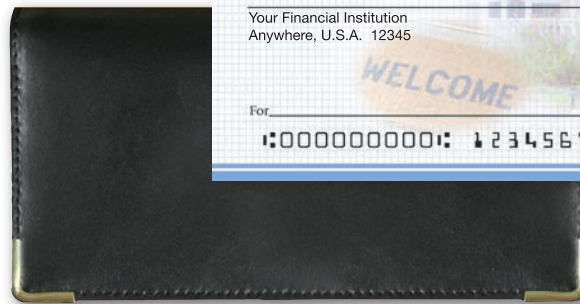 Your Financial Institution
Anywhere, U.S.A. 12345
WELCOME
For
⑆000000000⑆ 123456